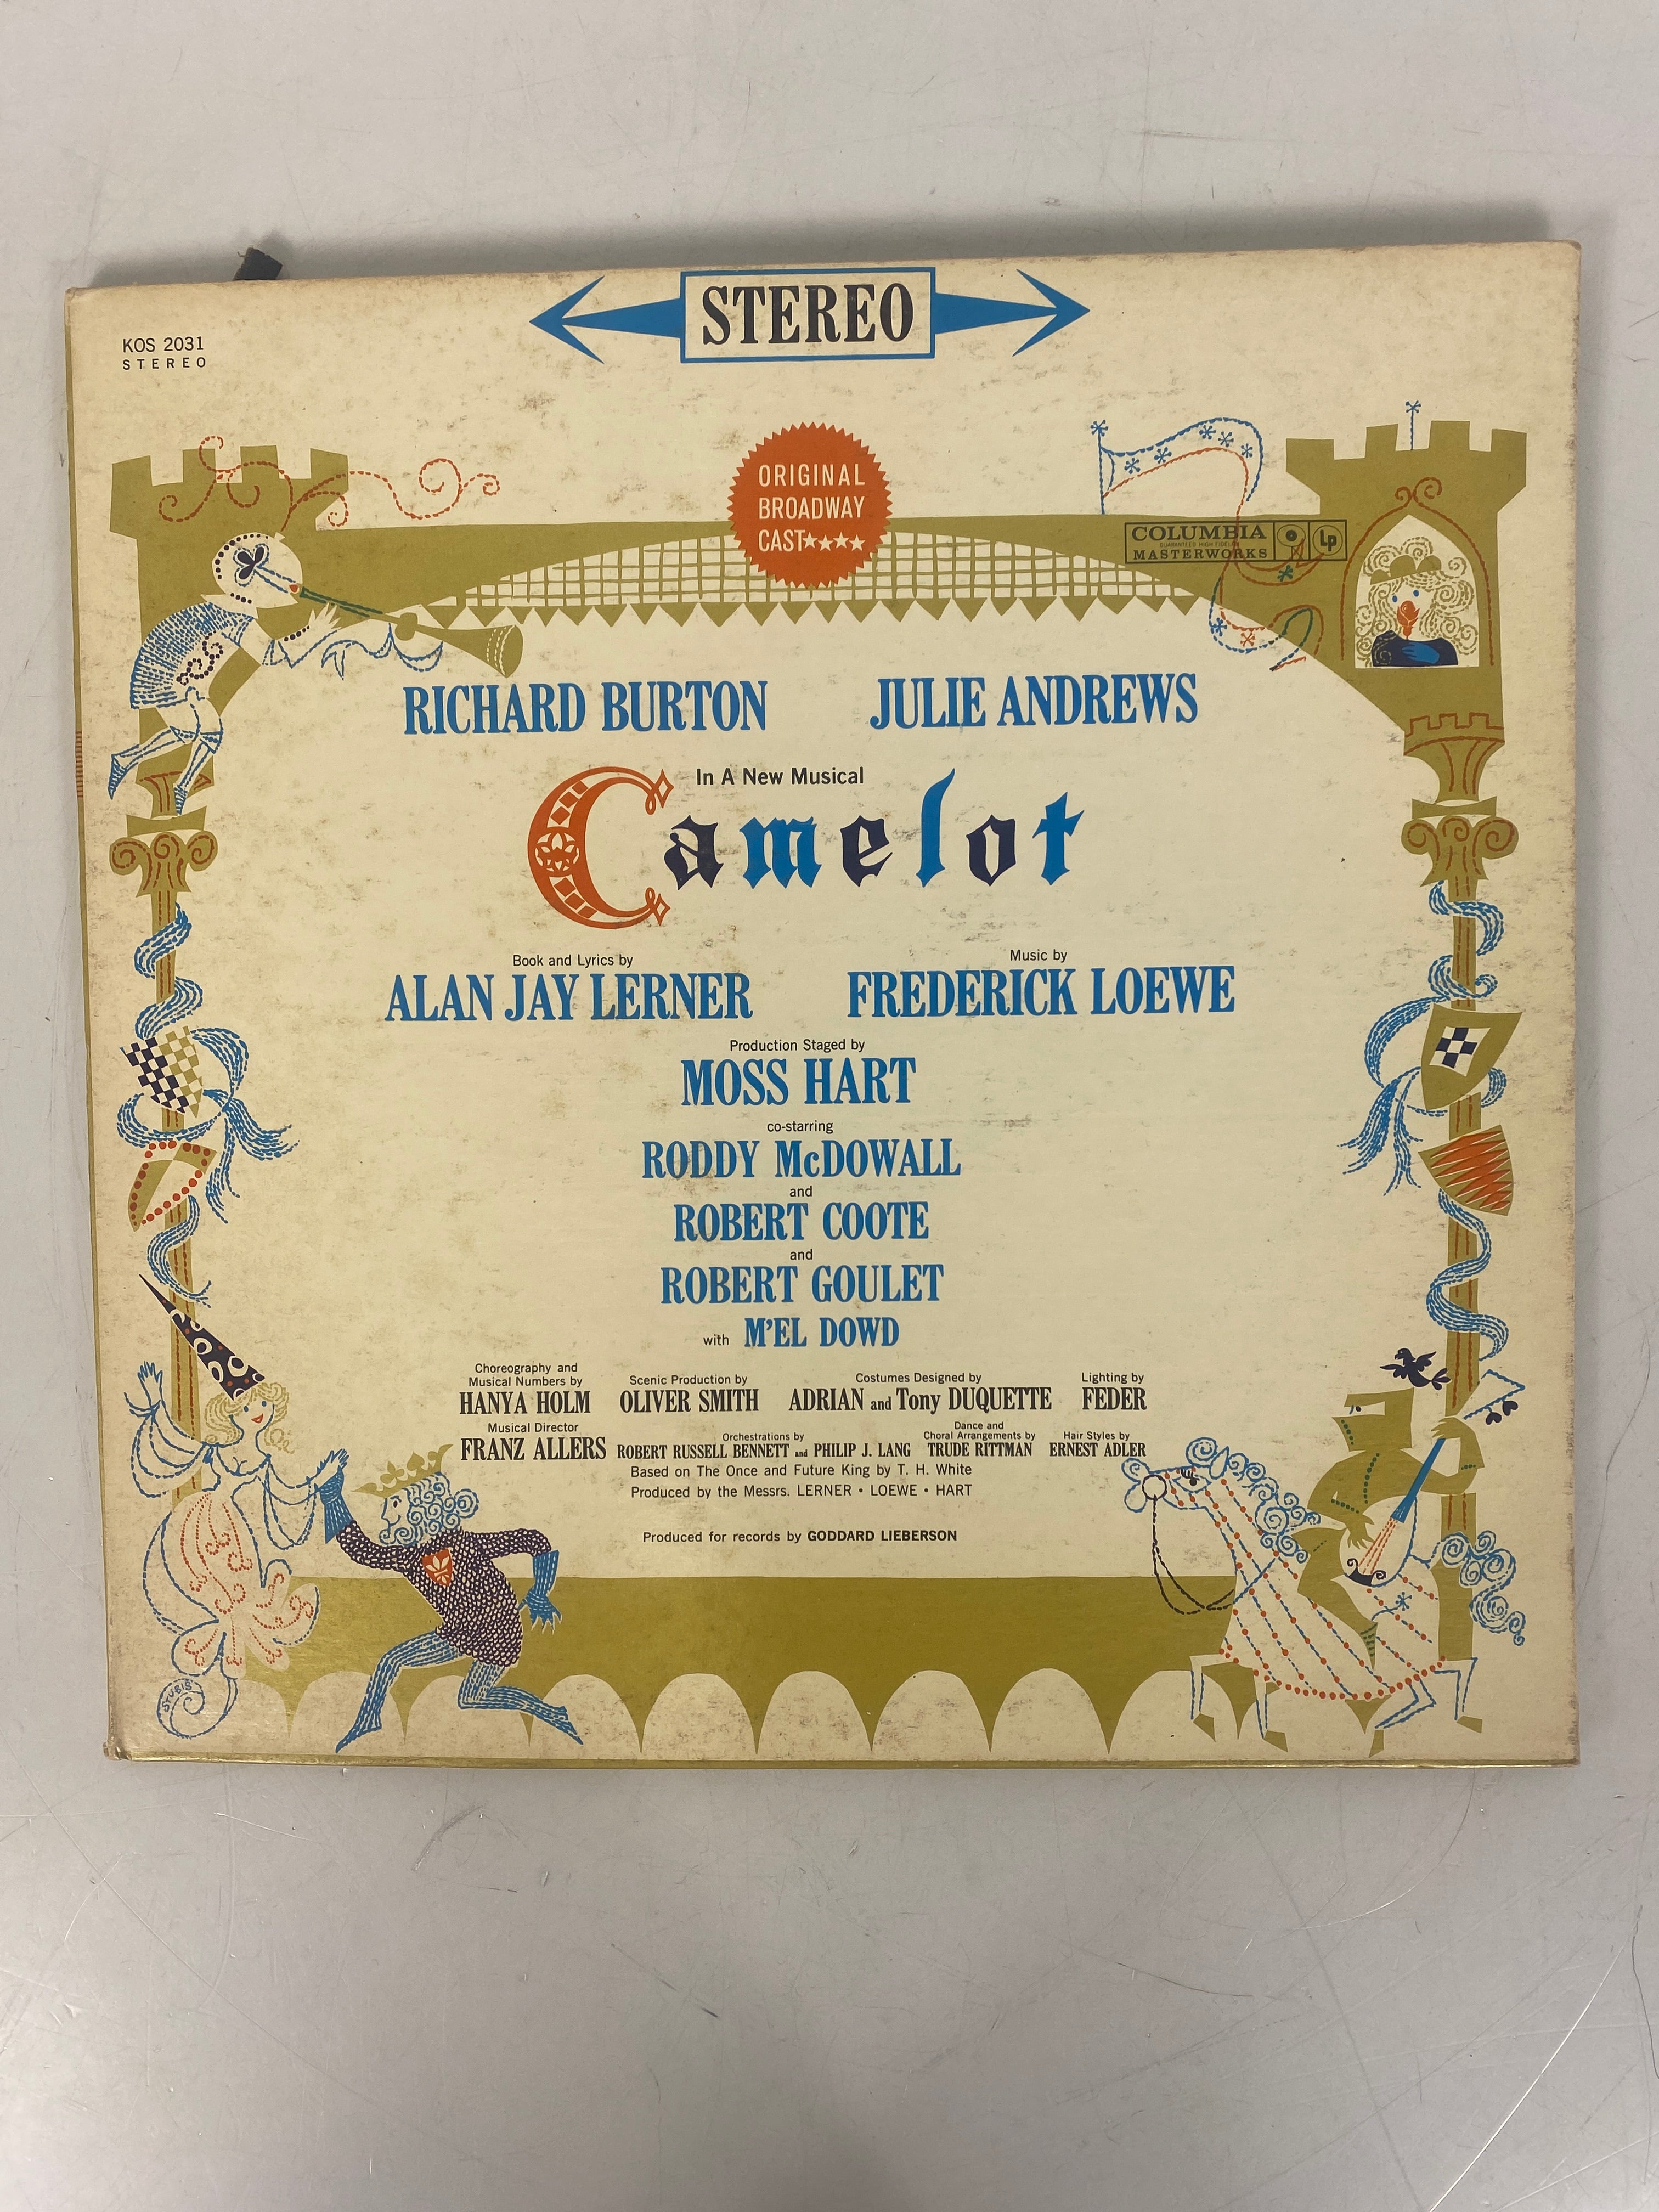 STEREO
KOS 2031
STEREO
ORIGINAL
BROADWAY
CAST★★★★
COLUMBIA
GUARANTEED HIGH FIDELITY
MASTERWORKS
Lp
RICHARD BURTON JULIE ANDREWS
In A New Musical
Camelot
Book and Lyrics by
ALAN JAY LERNER
Music by
FREDERICK LOEWE
Production Staged by
MOSS HART
co-starring
RODDY McDOWALL
and
ROBERT COOTE
and
ROBERT GOULET
with M'EL DOWD
Choreography and
Musical Numbers by
HANYA HOLM
Scenic Production by
OLIVER SMITH
Costumes Designed by
ADRIAN and Tony DUQUETTE
Lighting by
FEDER
Musical Director
FRANZ ALLERS
Orchestrations by
ROBERT RUSSELL BENNETT and PHILIP J. LANG
Dance and
Choral Arrangements by
TRUDE RITTMAN
Hair Styles by
ERNEST ADLER
Based on The Once and Future King by T. H. White
Produced by the Messrs. LERNER • LOEWE • HART
Produced for records by GODDARD LIEBERSON